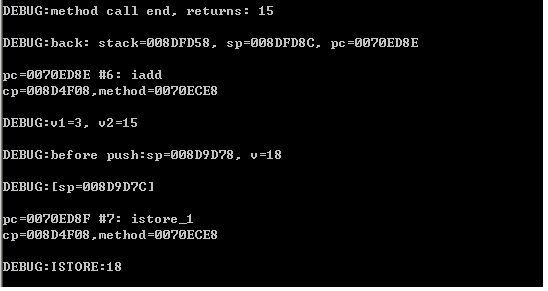 DEBUG:method call end, returns: 15
DEBUG:back: stack=008DFD58, sp=008DFD8C, pc=0070ED8E
pc=0070ED8E #6: iadd
cp=008D4F08,method=0070ECE8
DEBUG:v1=3, v2=15
DEBUG:before push:sp=008D9D78, v=18
DEBUG:[sp=008D9D7C]
pc=0070ED8F #7: istore_1
cp=008D4F08,method=0070ECE8
DEBUG:ISTORE:18